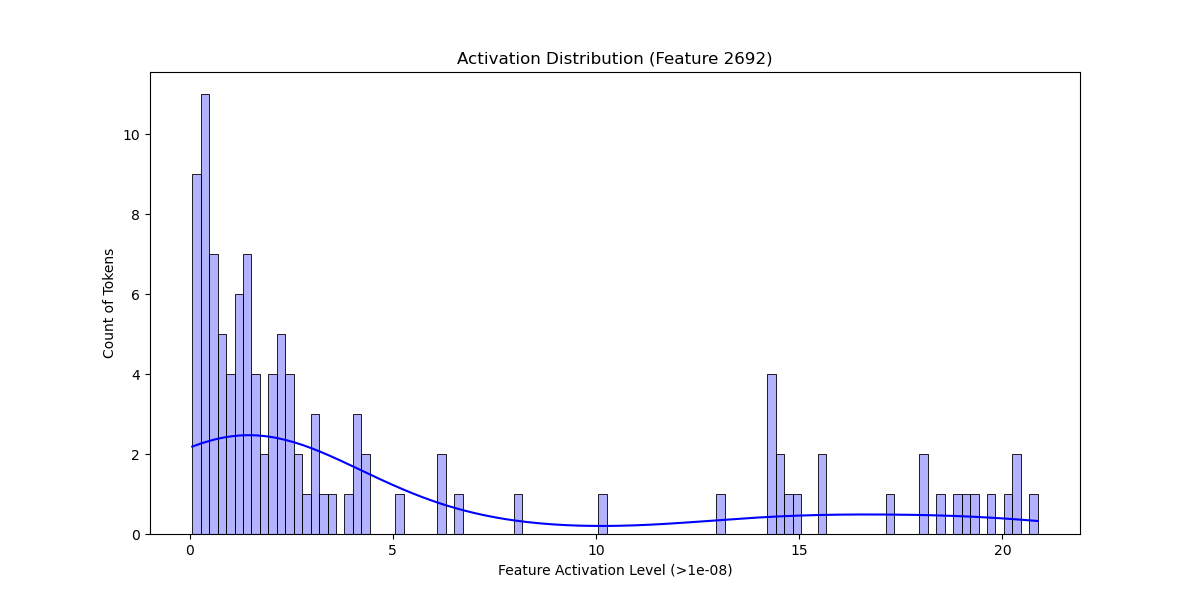 Activation Distribution (Feature 2692)
10
8
6
4
2
0
Count of Tokens
0 5 10 15 20
Feature Activation Level (>1e-08)